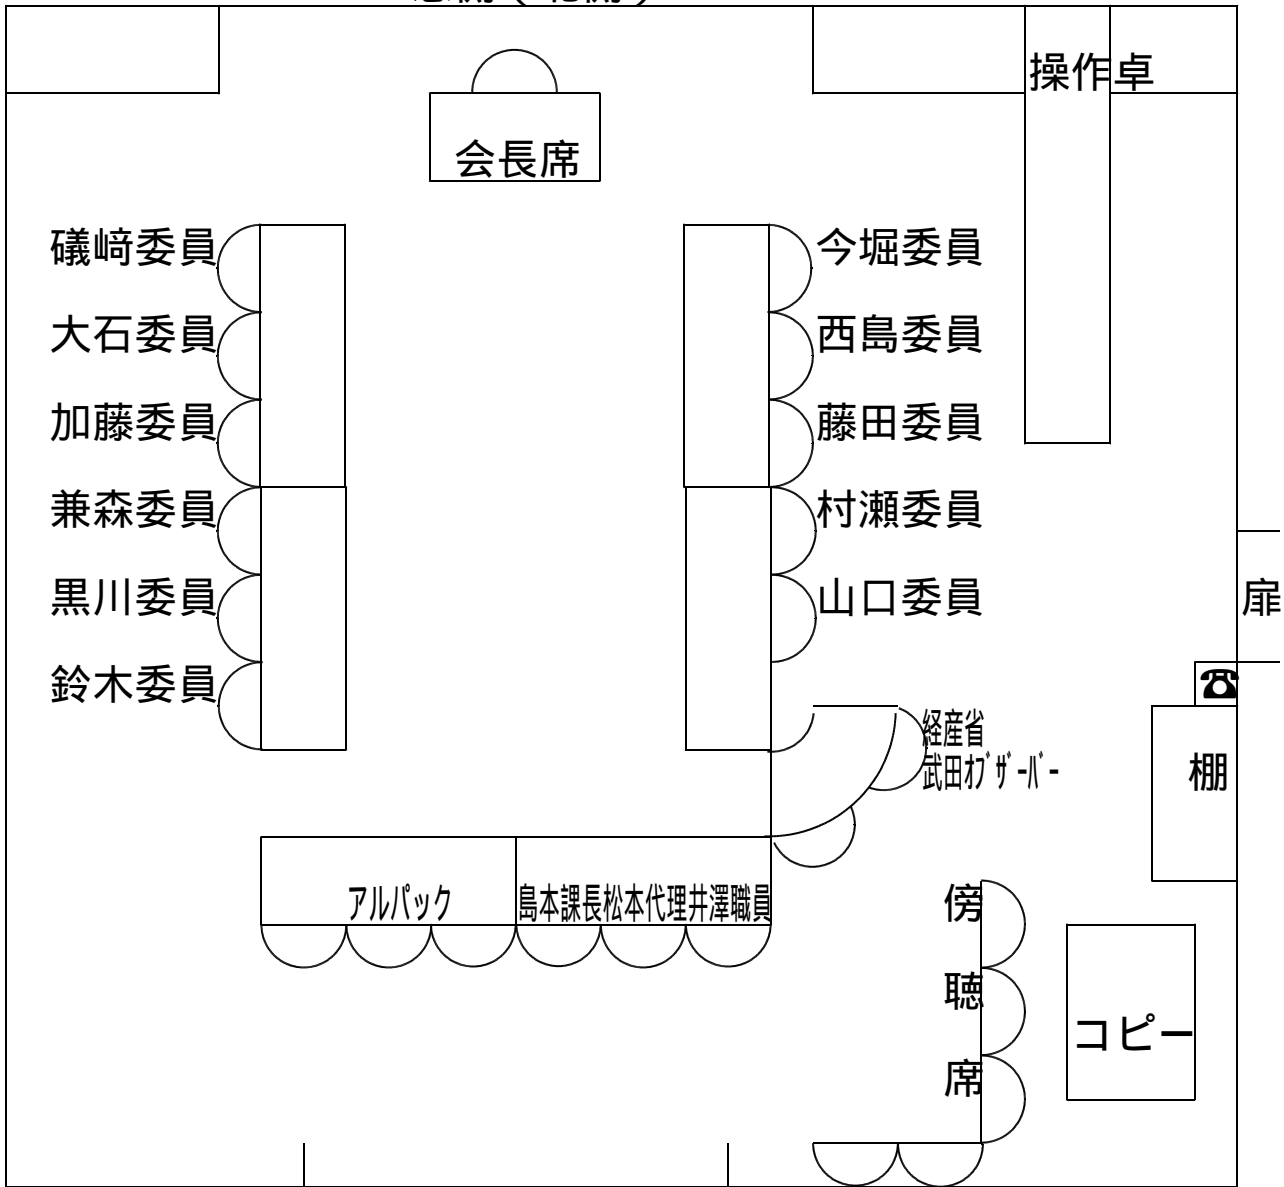 操作卓
会長席
礒﨑委員
今堀委員
大石委員
西島委員
加藤委員
藤田委員
兼森委員
村瀬委員
黒川委員
山口委員
扉
鈴木委員
☎
経産省
武田ｵﾌﾞｻﾞｰﾊﾞｰ
棚
アルパック
島本課長松本代理井澤職員
傍
聴
席
コピー